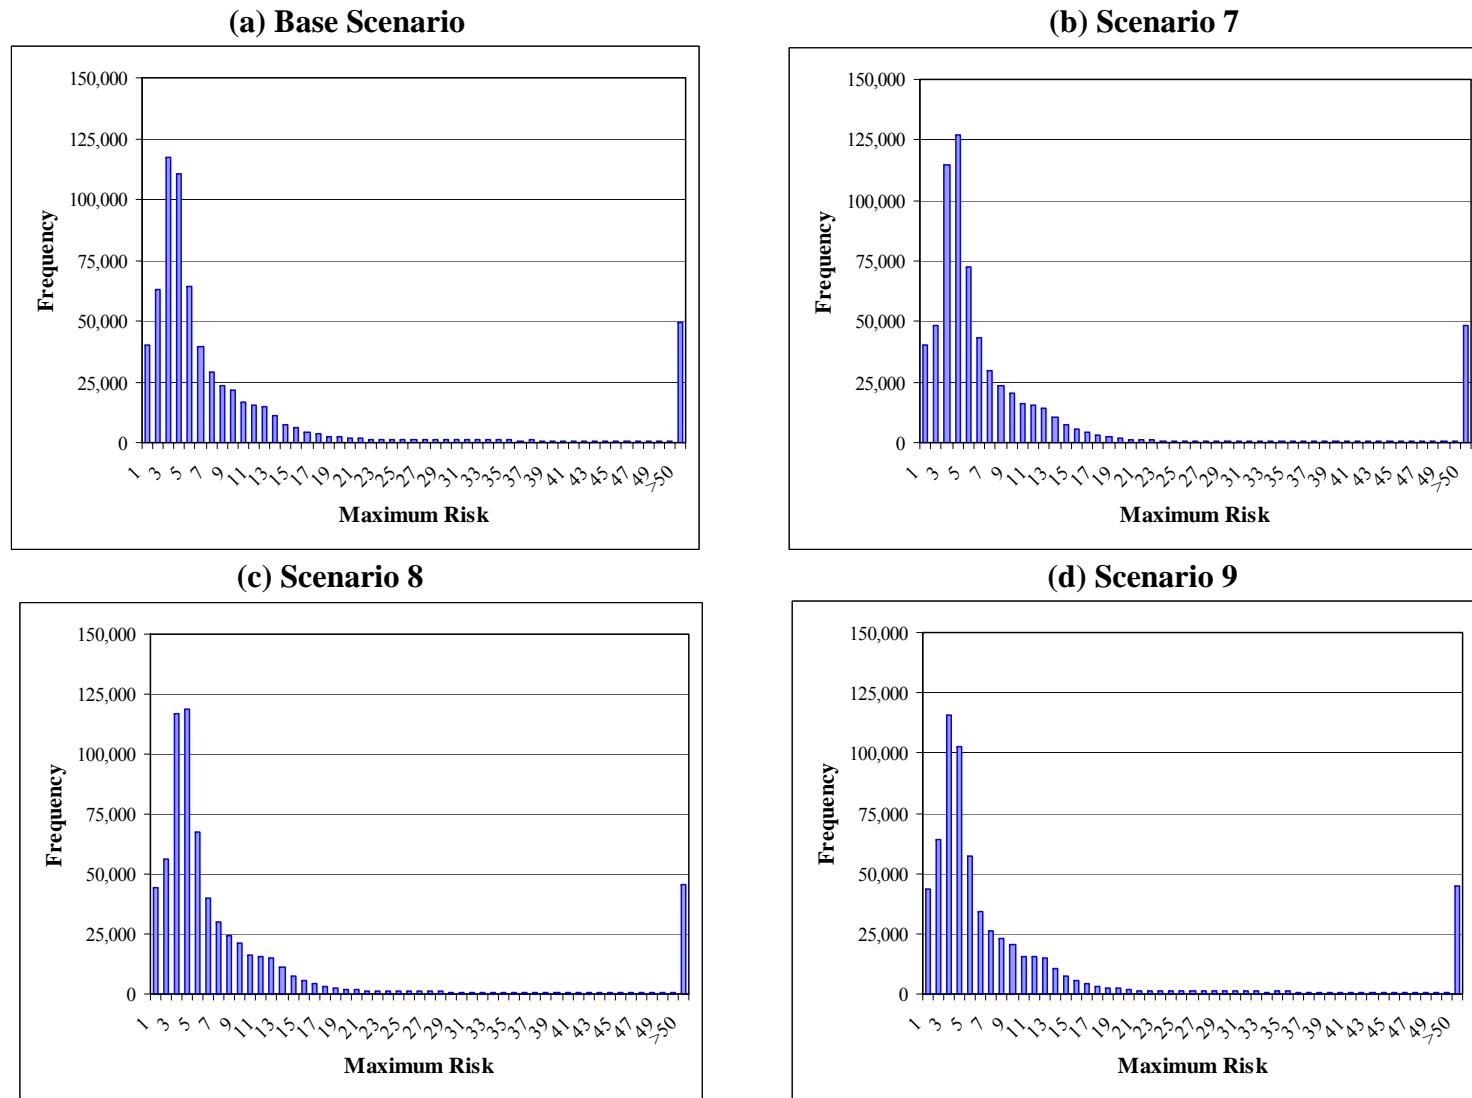 (a) Base Scenario
150,000
125,000
100,000
75,000
50,000
25,000
0
Frequency
1 3 5 7 9 11 13 15 17 19 21 23 25 27 29 31 33 35 37 39 41 43 45 47 49 >50
Maximum Risk
(b) Scenario 7
150,000
125,000
100,000
75,000
50,000
25,000
0
Frequency
1 3 5 7 9 11 13 15 17 19 21 23 25 27 29 31 33 35 37 39 41 43 45 47 49 >50
Maximum Risk
(c) Scenario 8
150,000
125,000
100,000
75,000
50,000
25,000
0
Frequency
1 3 5 7 9 11 13 15 17 19 21 23 25 27 29 31 33 35 37 39 41 43 45 47 49 >50
Maximum Risk
(d) Scenario 9
150,000
125,000
100,000
75,000
50,000
25,000
0
Frequency
1 3 5 7 9 11 13 15 17 19 21 23 25 27 29 31 33 35 37 39 41 43 45 47 49 >50
Maximum Risk